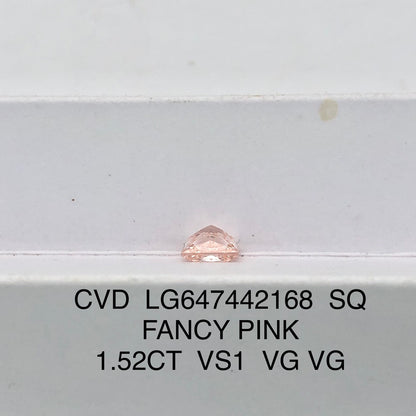 CVD LG647442168 SQ
FANCY PINK
1.52CT VS1 VG VG